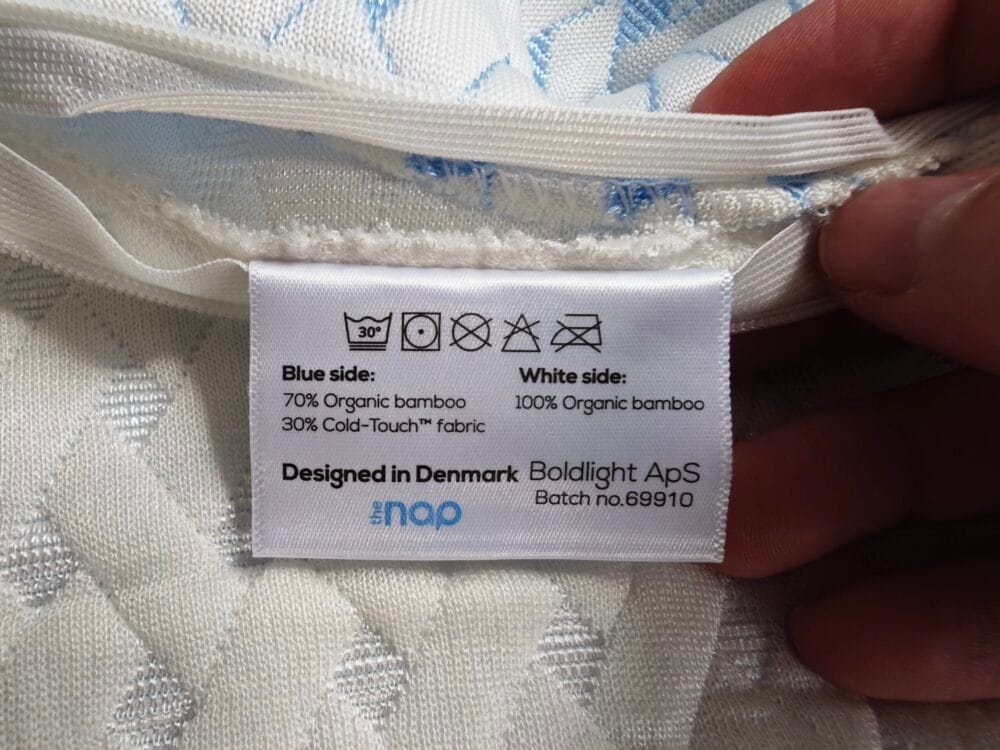 30°
Blue side:
70% Organic bamboo
30% Cold-Touch™ fabric
White side:
100% Organic bamboo
Designed in Denmark
the nap
Boldlight ApS
Batch no.69910